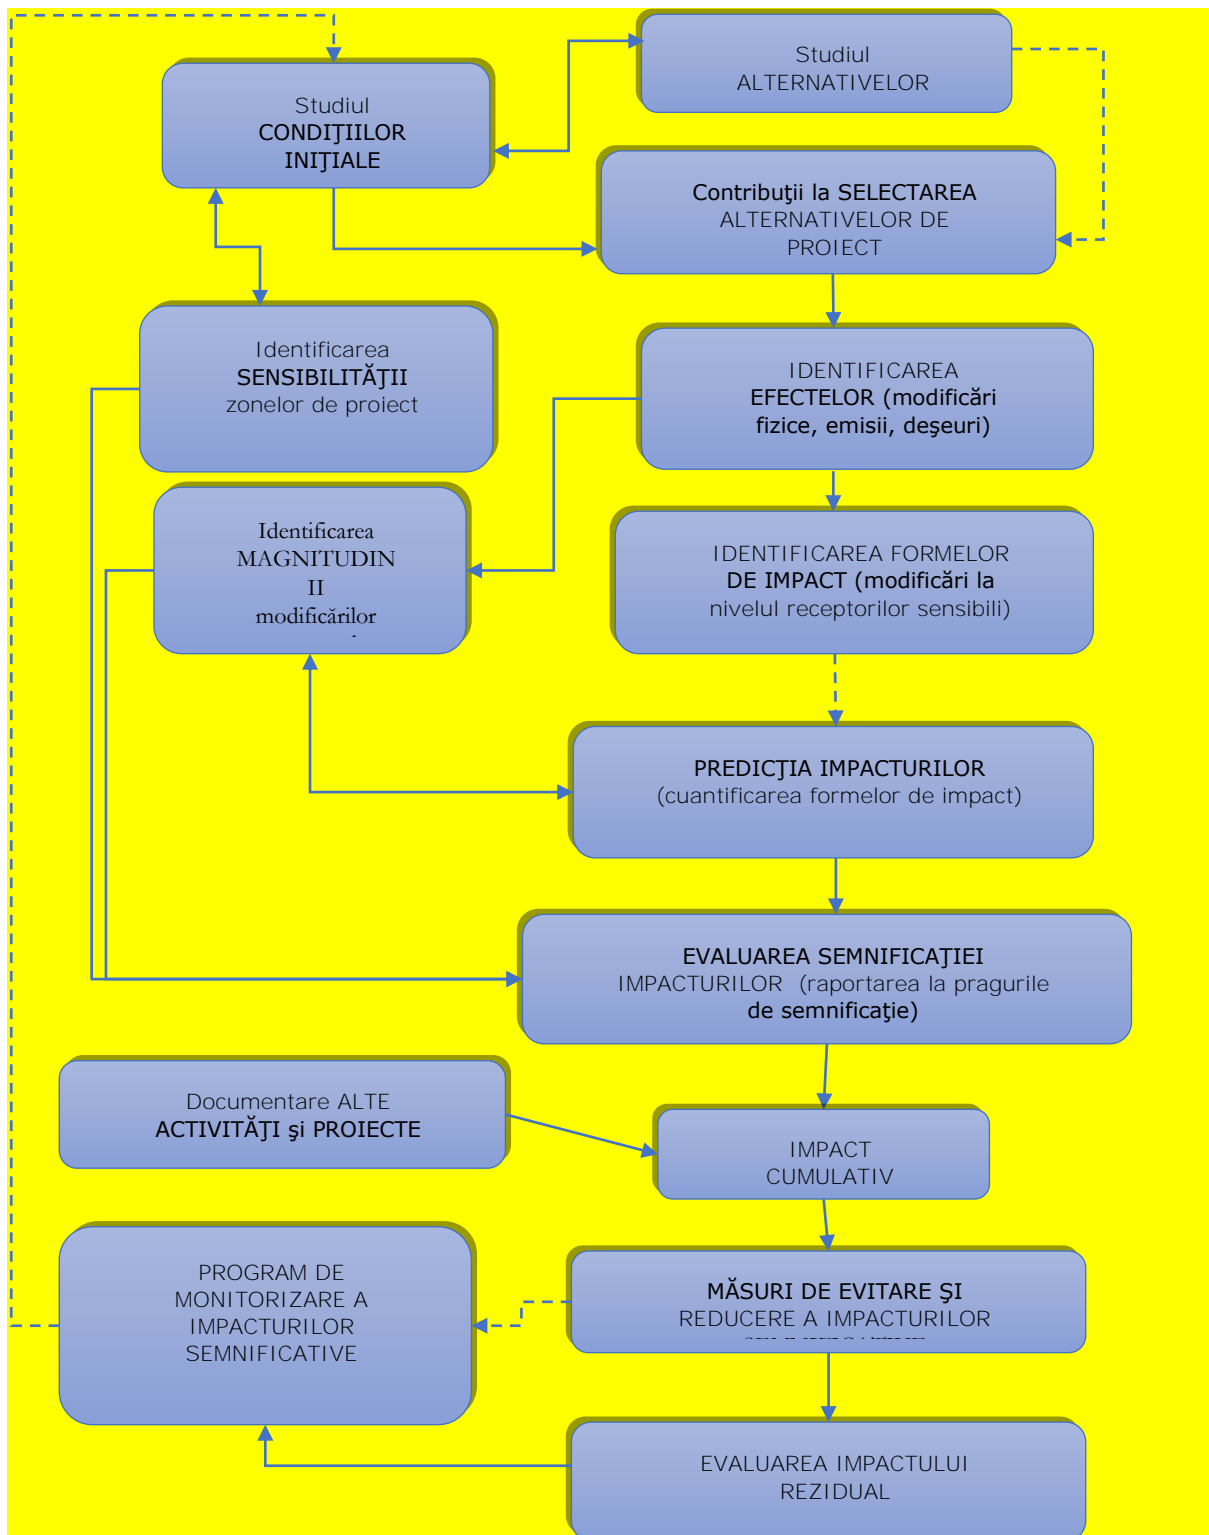 Studiul
ALTERNATIVELOR
Studiul
CONDIŢIILOR
INIŢIALE
Contribuţii la SELECTAREA
ALTERNATIVELOR DE
PROIECT
Identificarea
SENSIBILITĂŢII
zonelor de proiect
IDENTIFICAREA
EFECTELOR (modificări
fizice, emisii, deşeuri)
Identificarea
MAGNITUDIN
II
modificărilor
IDENTIFICAREA FORMELOR
DE IMPACT (modificări la
nivelul receptorilor sensibili)
PREDICŢIA IMPACTURILOR
(cuantificarea formelor de impact)
EVALUAREA SEMNIFICAŢIEI
IMPACTURILOR (raportarea la pragurile
de semnificaţie)
Documentare ALTE
ACTIVITĂŢI şi PROIECTE
IMPACT
CUMULATIV
PROGRAM DE
MONITORIZARE A
IMPACTURILOR
SEMNIFICATIVE
MĂSURI DE EVITARE ŞI
REDUCERE A IMPACTURILOR
EVALUAREA IMPACTULUI
REZIDUAL